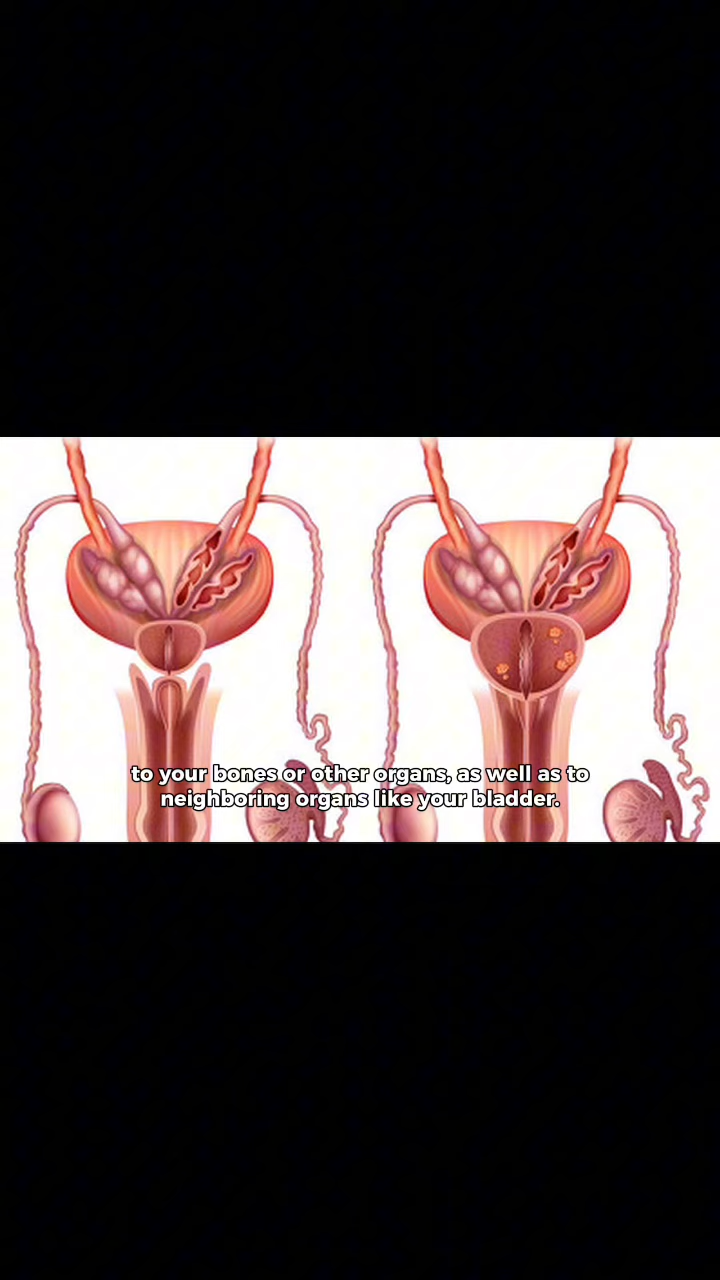 to your bones or other organs, as well as to
neighboring organs like your bladder.